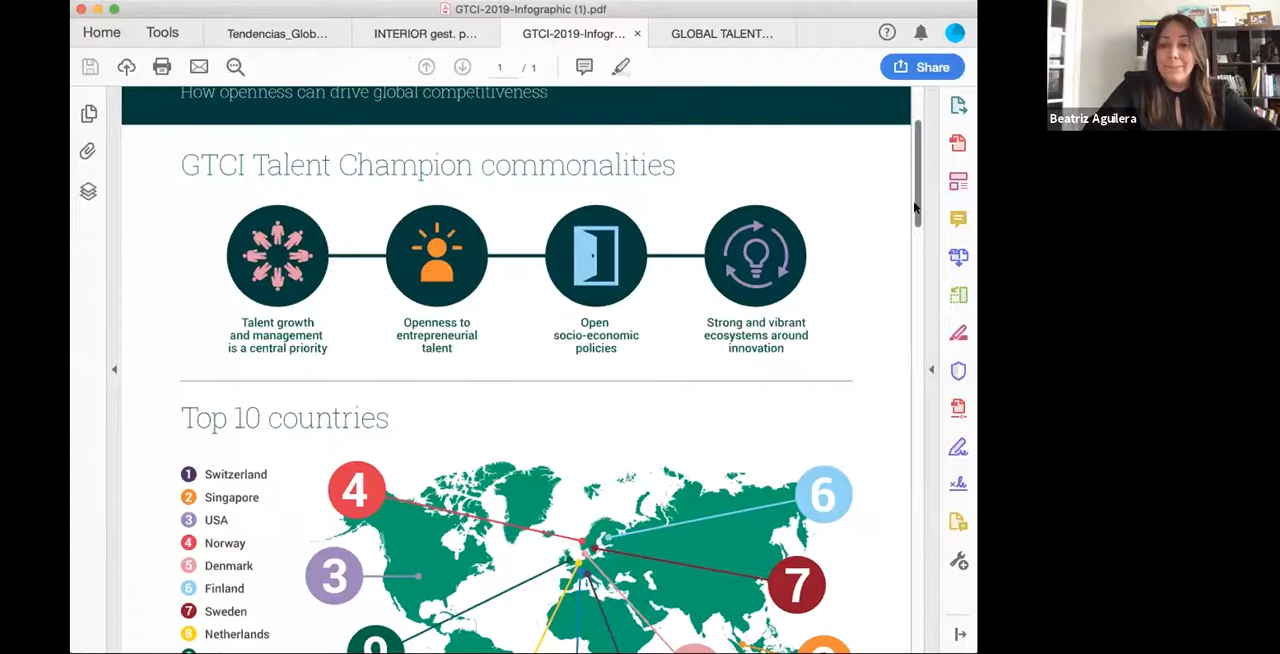 GTCI-2019-Infographic (1).pdf
Home
Tools
Tendencias_Glob...
INTERIOR gest. p...
GTCI-2019-Infogr...
GLOBAL TALENT...
1 / 1
Share
How openness can drive global competitiveness
GTCI Talent Champion commonalities
Talent growth
and management
is a central priority
Openness to
entrepreneurial
talent
Open
socio-economic
policies
Strong and vibrant
ecosystems around
innovation
Top 10 countries
1 Switzerland
2 Singapore
3 USA
4 Norway
5 Denmark
6 Finland
7 Sweden
8 Netherlands
4
6
3
7
9
Beatriz Aguilera